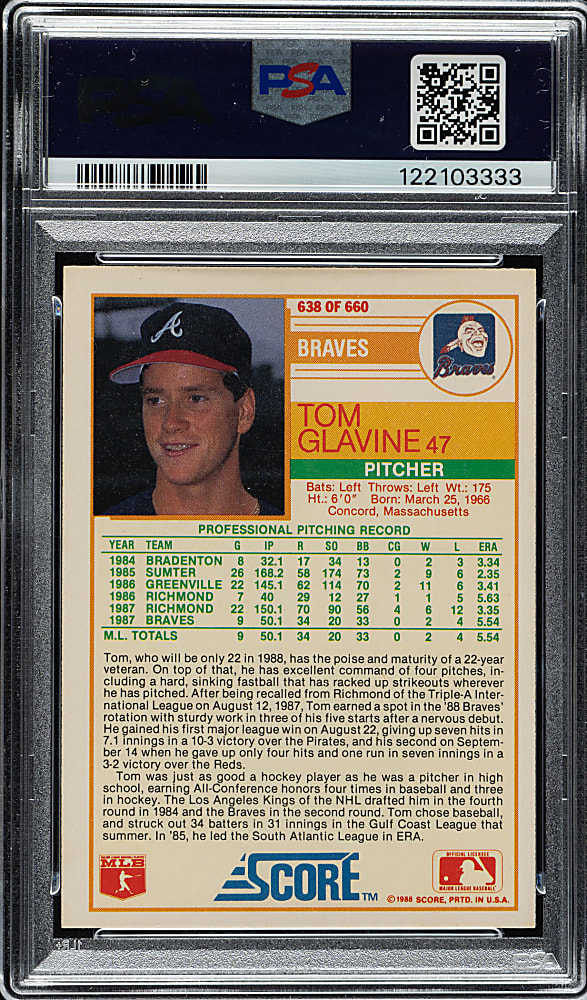 PSA
PSA
122103333
638 OF 660
BRAVES
Braves
TOM
GLAVINE 47
PITCHER
Bats: Left Throws: Left Wt.: 175
Ht.: 6'0" Born: March 25, 1966
Concord, Massachusetts
PROFESSIONAL PITCHING RECORD
YEAR TEAM G IP R SO BB CG W L ERA
1984 BRADENTON 8 32.1 17 34 13 0 2 3 3.34
1985 SUMTER 26 168.2 58 174 73 2 9 6 2.35
1986 GREENVILLE 22 145.1 62 114 70 2 11 6 3.41
1986 RICHMOND 7 40 29 12 27 1 1 5 5.63
1987 RICHMOND 22 150.1 70 90 56 4 6 12 3.35
1987 BRAVES 9 50.1 34 20 33 0 2 4 5.54
M.L. TOTALS 9 50.1 34 20 33 0 2 4 5.54
Tom, who will be only 22 in 1988, has the poise and maturity of a 22-year
veteran. On top of that, he has excellent command of four pitches, in-
cluding a hard, sinking fastball that has racked up strikeouts wherever
he has pitched. After being recalled from Richmond of the Triple-A Inter-
national League on August 12, 1987, Tom earned a spot in the '88 Braves'
rotation with sturdy work in three of his five starts after a nervous debut.
He gained his first major league win on August 22, giving up seven hits in
7.1 innings in a 10-3 victory over the Pirates, and his second on Septem-
ber 14 when he gave up only four hits and one run in seven innings in a
3-2 victory over the Reds.
Tom was just as good a hockey player as he was a pitcher in high
school, earning All-Conference honors four times in baseball and three
in hockey. The Los Angeles Kings of the NHL drafted him in the fourth
round in 1984 and the Braves in the second round. Tom chose baseball,
and struck out 34 batters in 31 innings in the Gulf Coast League that
summer. In '85, he led the South Atlantic League in ERA.
MAJOR LEAGUE BASEBALL PLAYERS
MLB
SCORE TM
OFFICIAL LICENSEE
MAJOR LEAGUE BASEBALL
©1988 SCORE, PRTD. IN U.S.A.